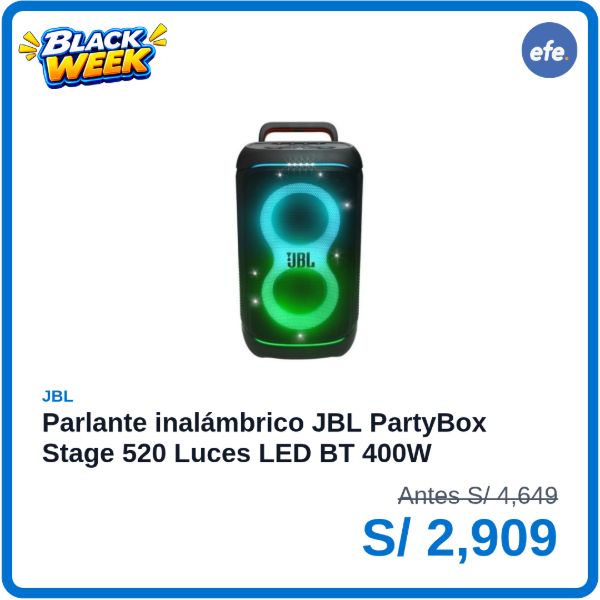 BLACK
WEEK
efe.
JBL
JBL
Parlante inalámbrico JBL PartyBox
Stage 520 Luces LED BT 400W
Antes S/ 4,649
S/ 2,909